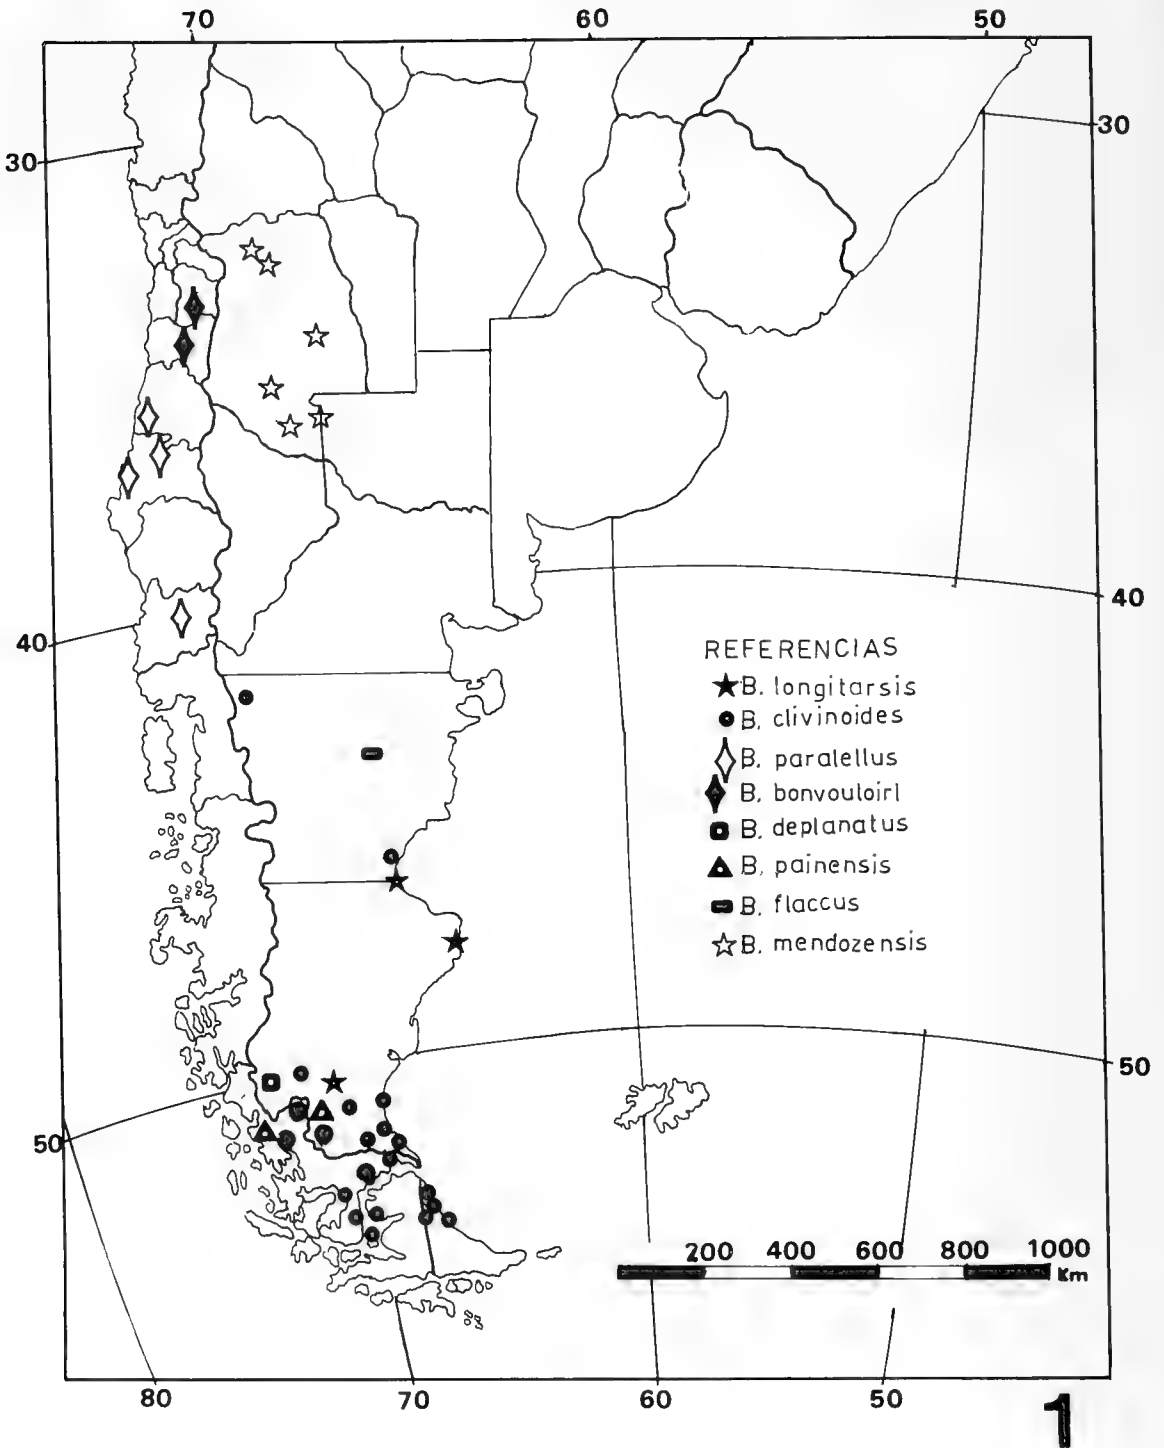 70 60 50
30 30
40 40
REFERENCIAS
B. longitarsis
B. clivinoides
B. paralellus
B. bonvouloirl
B. deplanatus
B. painensis
B. flaccus
B. mendozensis
50 50
200 400 600 800 1000
Km
80 70 60 50
1